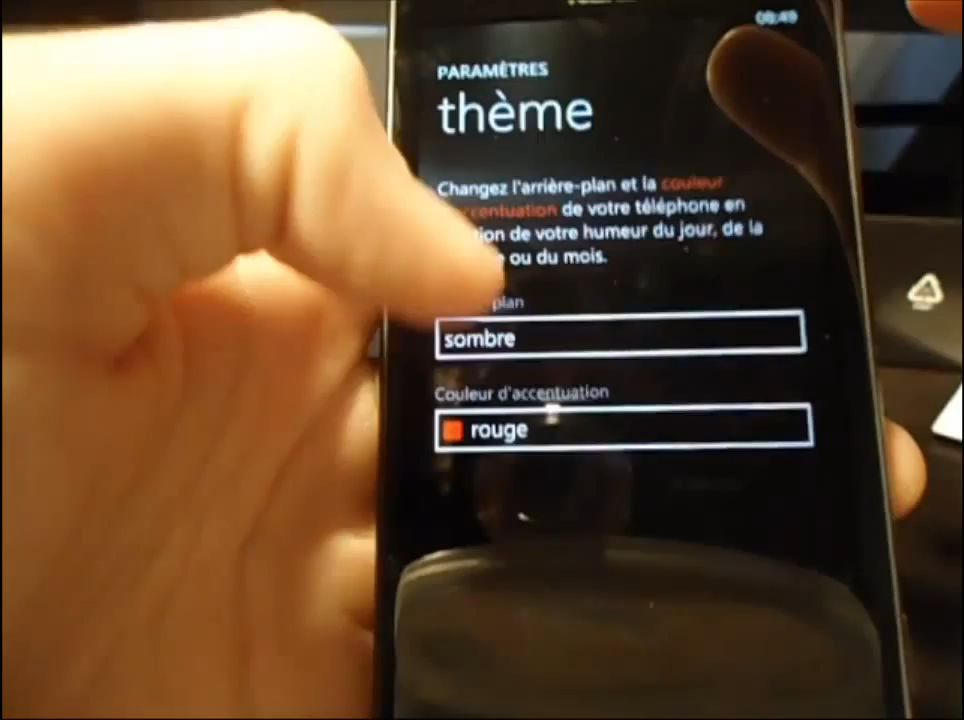 08:49
PARAMÈTRES
thème
Changez l'arrière-plan et la couleur
accentuation de votre téléphone en
de votre humeur du jour, de la
ou du mois.
plan
sombre
Couleur d'accentuation
rouge